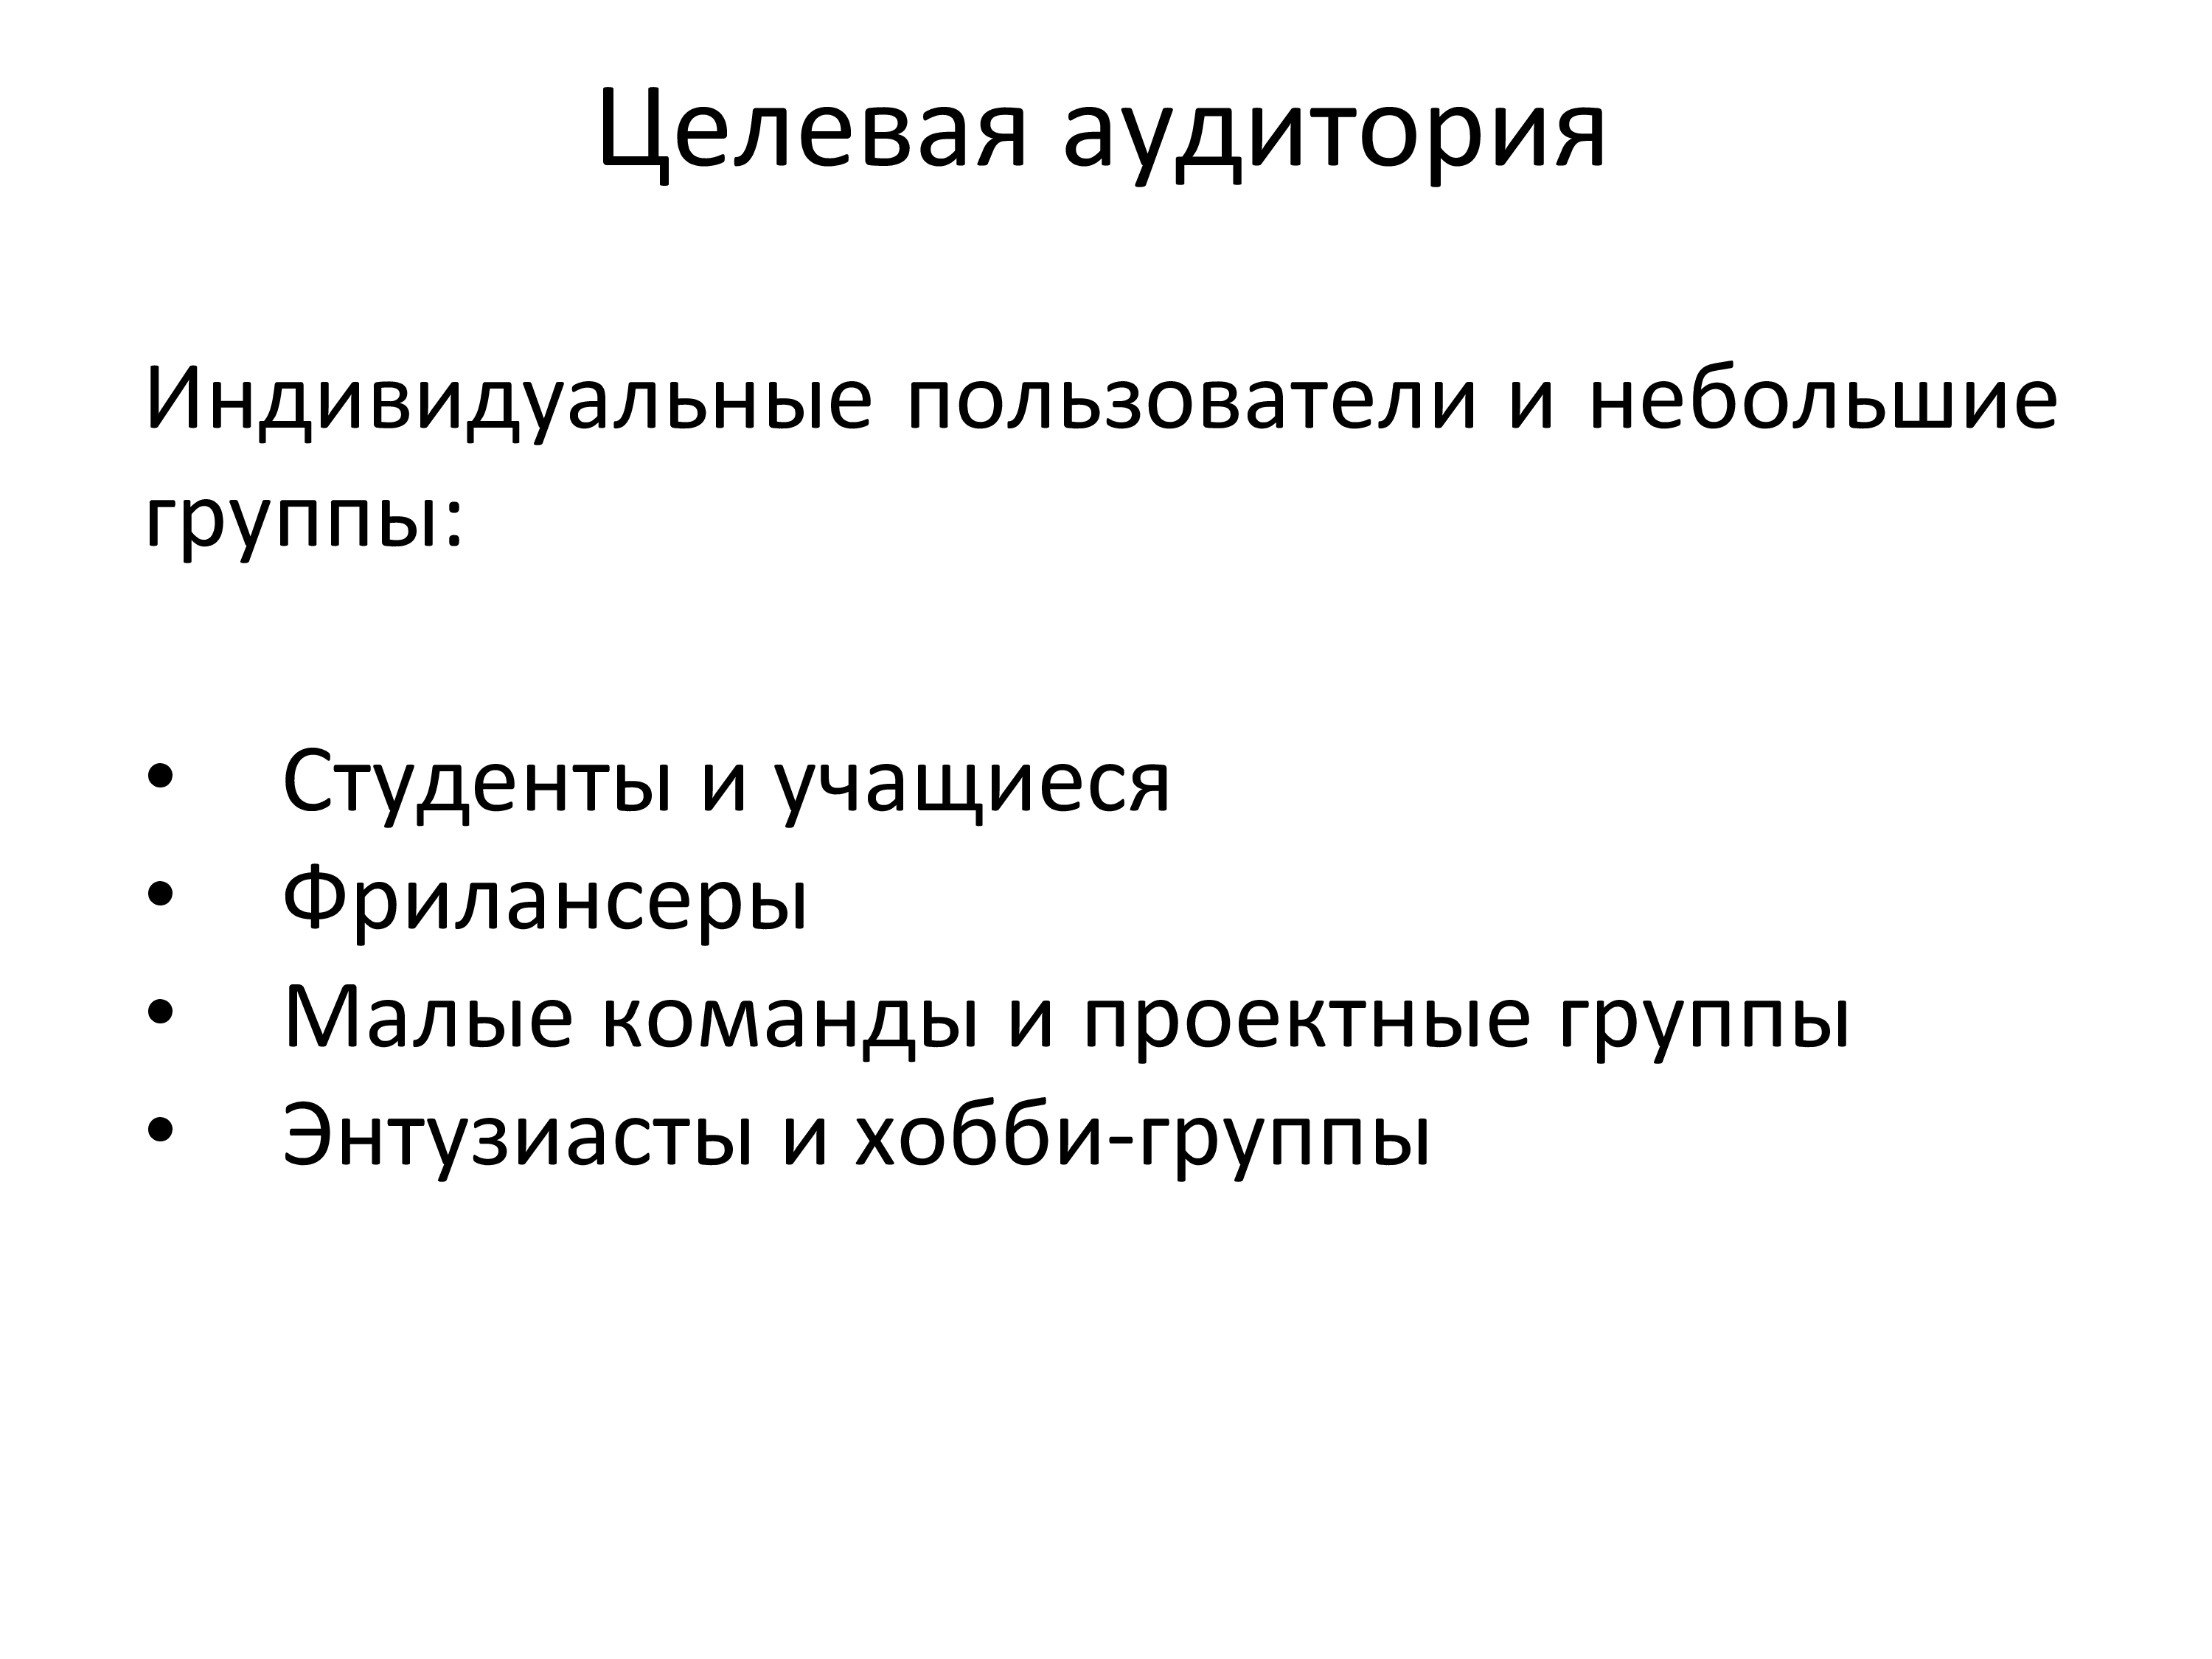 Целевая аудитория
Индивидуальные пользователи и небольшие
группы:
• Студенты и учащиеся
• Фрилансеры
• Малые команды и проектные группы
• Энтузиасты и хобби-группы